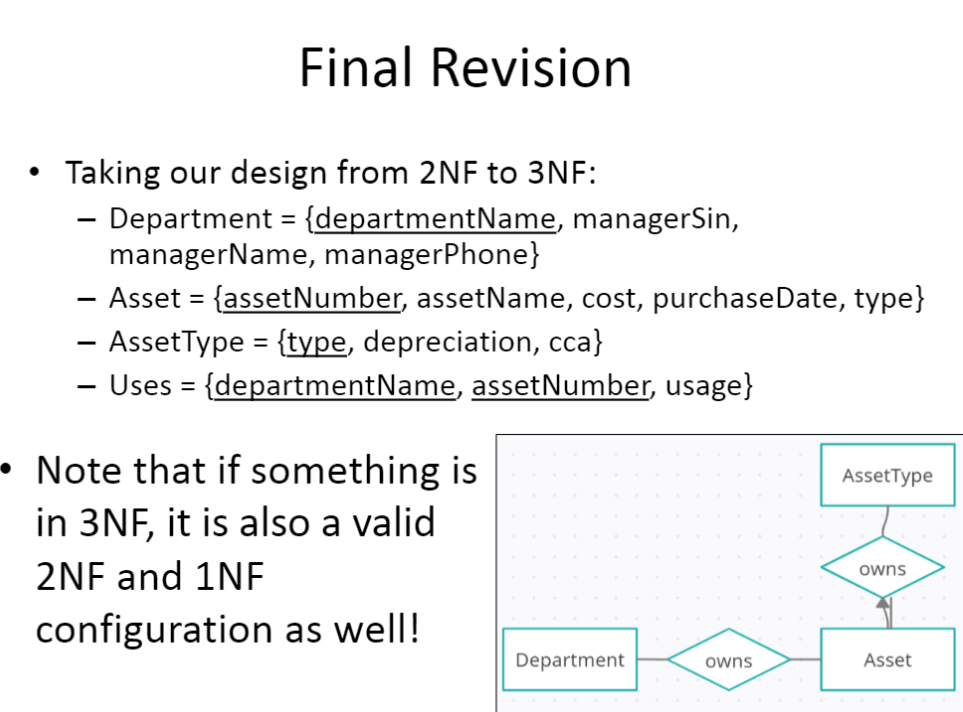 Final Revision
• Taking our design from 2NF to 3NF:
– Department = {departmentName, managerSin,
managerName, managerPhone}
– Asset = {assetNumber, assetName, cost, purchaseDate, type}
– AssetType = {type, depreciation, cca}
– Uses = {departmentName, assetNumber, usage}
• Note that if something is
in 3NF, it is also a valid
2NF and 1NF
configuration as well!
AssetType
owns
Department
owns
Asset